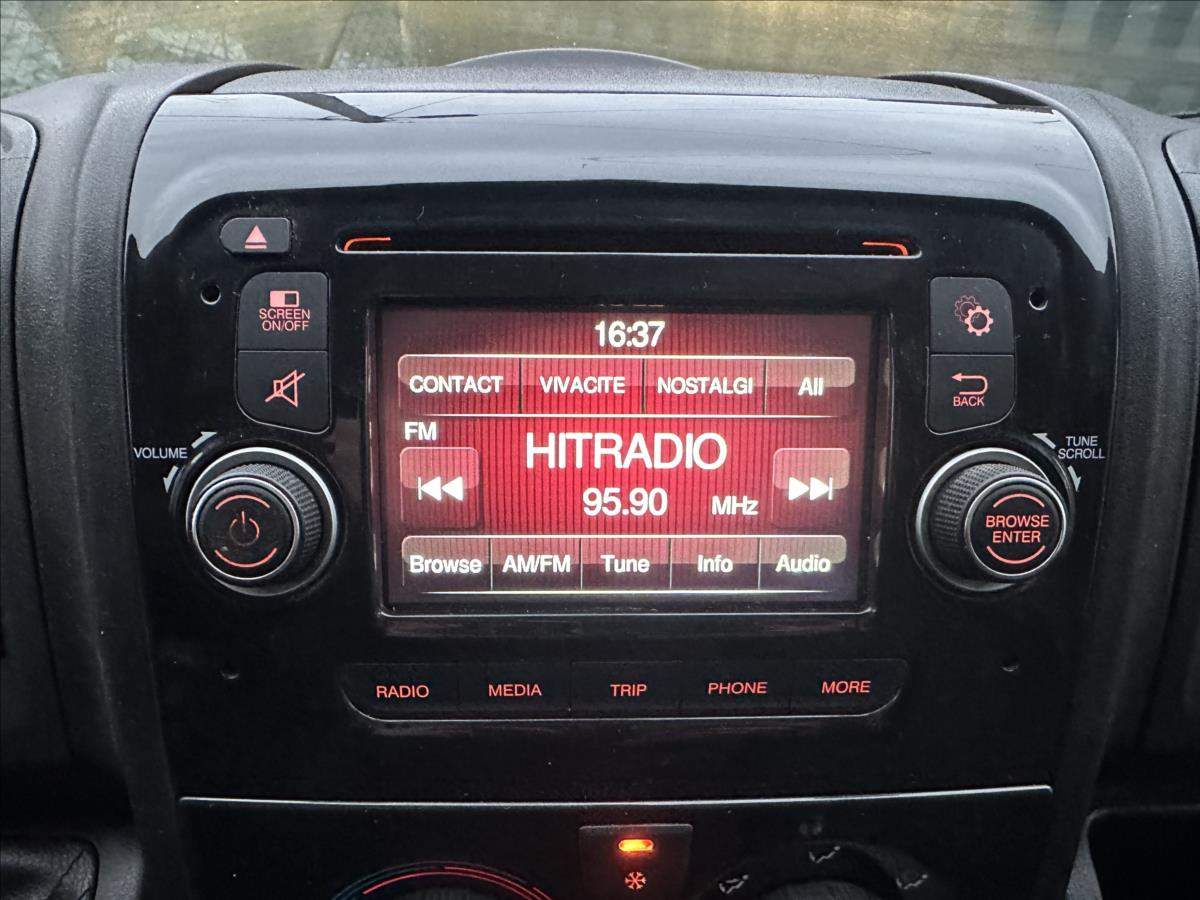 SCREEN
ON/OFF
16:37
CONTACT VIVACITE NOSTALGI All
FM
HITRADIO
95.90 MHz
VOLUME
TUNE
SCROLL
BACK
BROWSE
ENTER
Browse AM/FM Tune Info Audio
RADIO MEDIA TRIP PHONE MORE